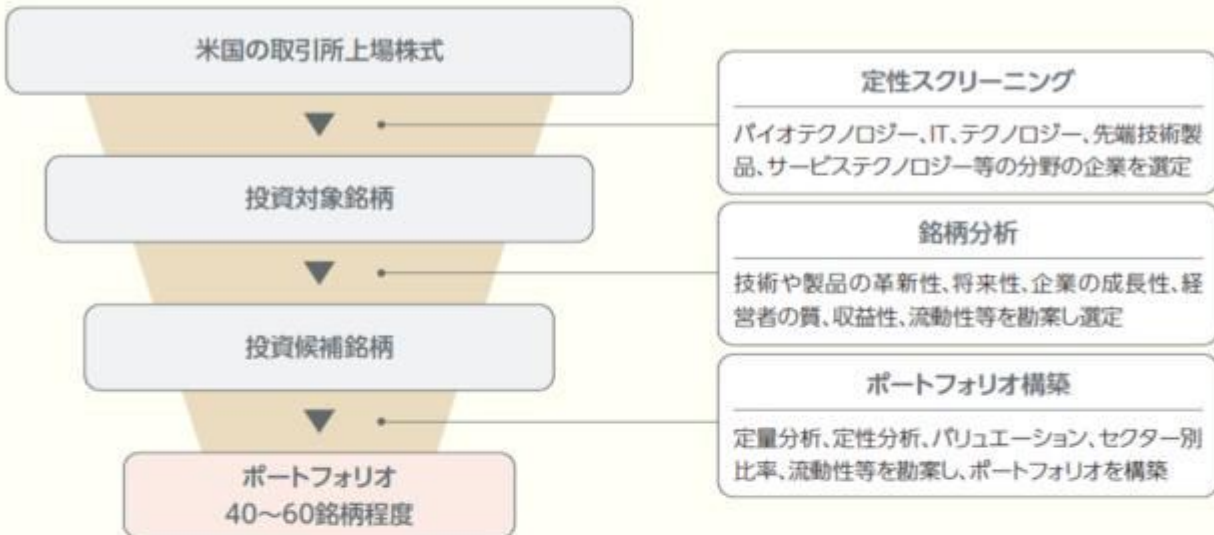 米国の取引所上場株式
定性スクリーニング
バイオテクノロジー、IT、テクノロジー、先端技術製
品、サービステクノロジー等の分野の企業を選定
投資対象銘柄
銘柄分析
技術や製品の革新性、将来性、企業の成長性、経
営者の質、収益性、流動性等を勘案し選定
投資候補銘柄
ポートフォリオ構築
定量分析、定性分析、バリュエーション、セクター別
比率、流動性等を勘案し、ポートフォリオを構築
ポートフォリオ
40〜60銘柄程度